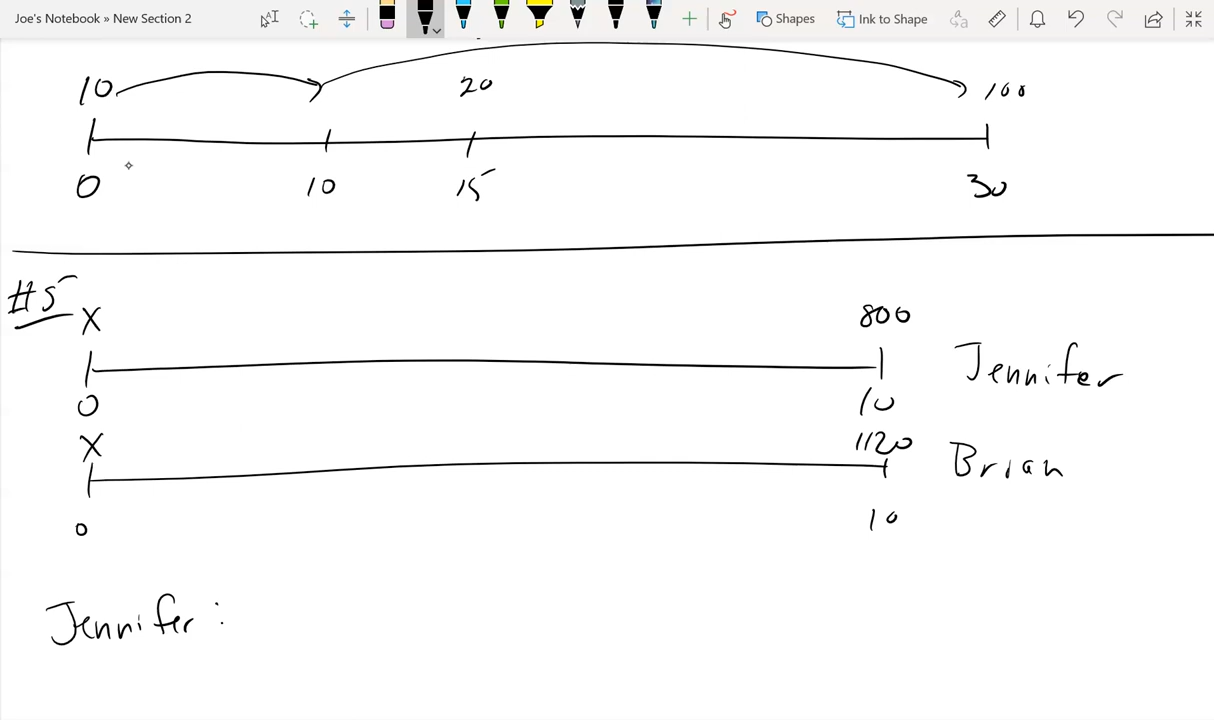 Joe's Notebook » New Section 2
Shapes
Ink to Shape
10 20 100
0 10 15 30
#5
X 800
Jennifer
0 10
X 1120
Brian
0 10
Jennifer :